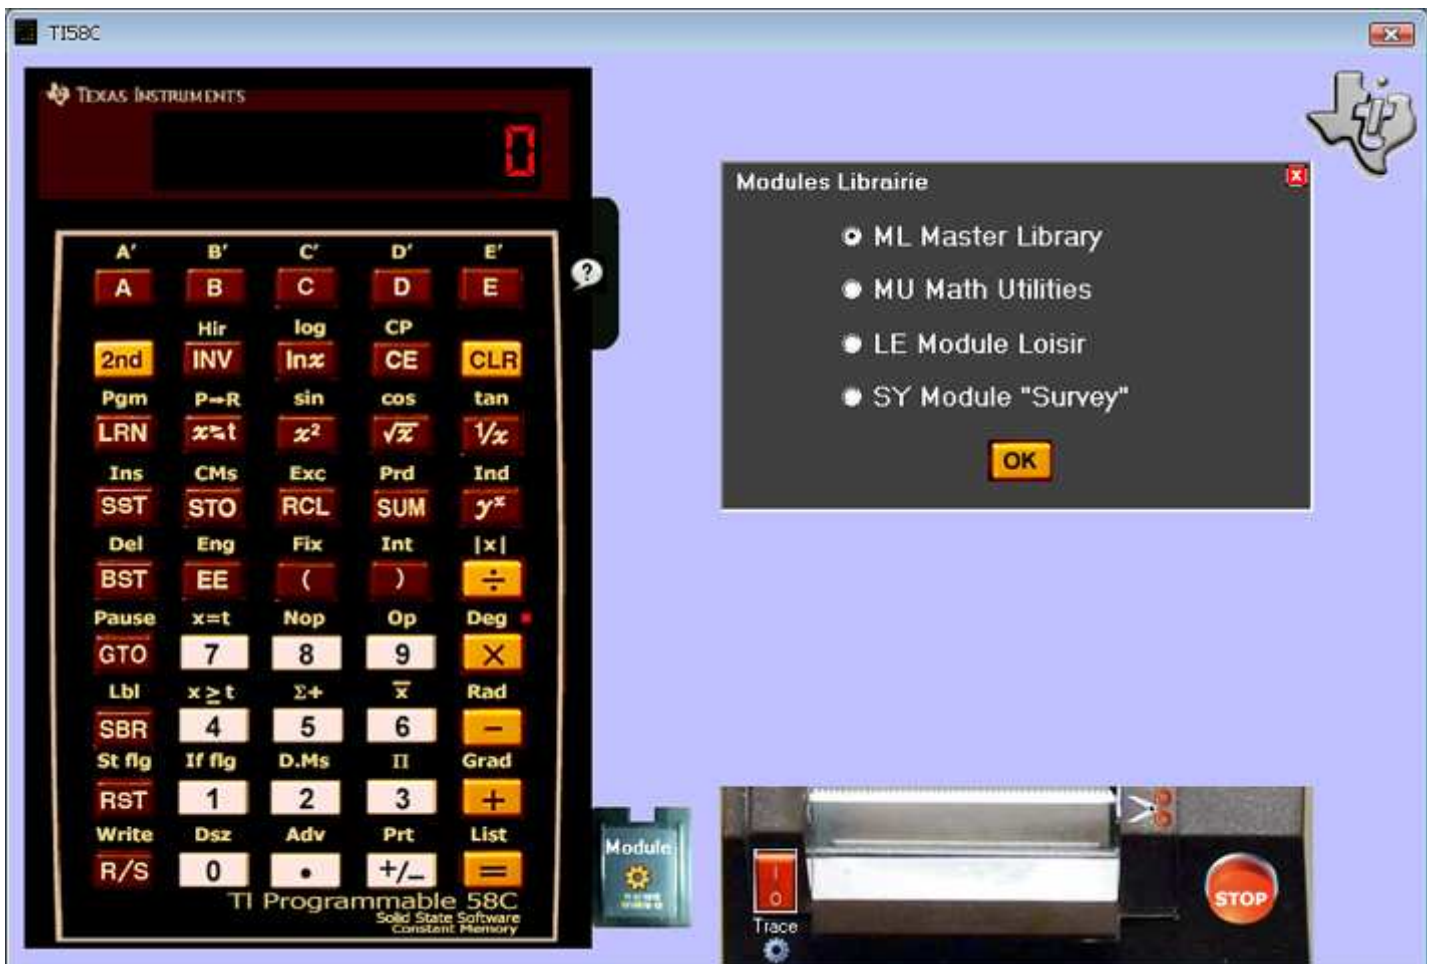 TI58C
TEXAS INSTRUMENTS
0
A' B' C' D' E'
A B C D E
Hir log CP
2nd INV lnx CE CLR
Pgm P→R sin cos tan
LRN x⇄t x² √x 1/x
Ins CMs Exc Prd Ind
SST STO RCL SUM yˣ
Del Eng Fix Int |x|
BST EE ( ) ÷
Pause x=t Nop Op Deg
GTO 7 8 9 ×
Lbl x≥t Σ+ x̅ Rad
SBR 4 5 6 −
St flg If flg D.Ms Π Grad
RST 1 2 3 +
Write Dsz Adv Prt List
R/S 0 • +/− =
TI Programmable 58C
Solid State Software
Constant Memory
?
Module
Modules Librairie
x
ML Master Library
MU Math Utilities
LE Module Loisir
SY Module "Survey"
OK
I
O
Trace
STOP